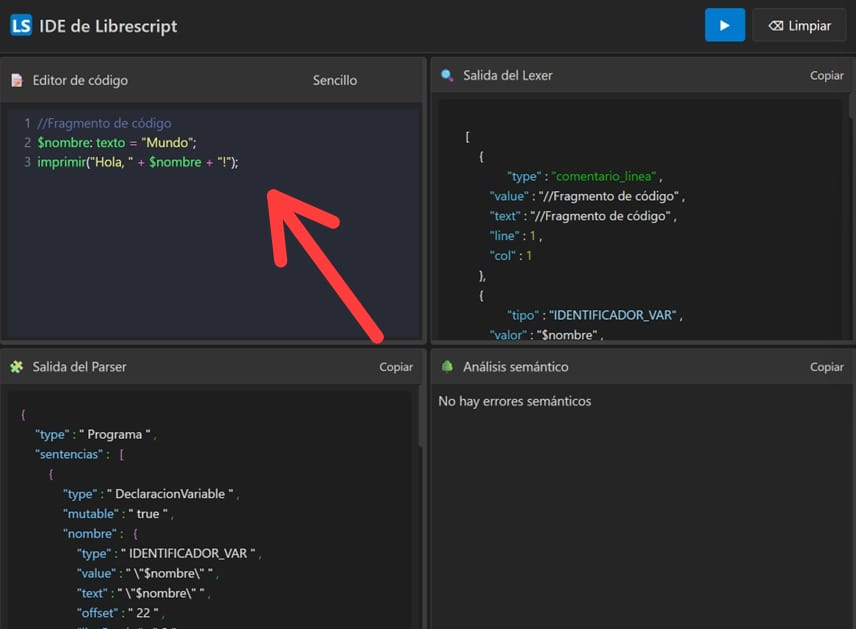 LS IDE de Librescript
Limpiar
Editor de código
Sencillo
1 //Fragmento de código
2 $nombre: texto = "Mundo";
3 imprimir("Hola, " + $nombre + "!");
Salida del Lexer
Copiar
[
{
"type" : "comentario_linea" ,
"value" : "//Fragmento de código" ,
"text" : "//Fragmento de código" ,
"line" : 1 ,
"col" : 1
},
{
"tipo" : "IDENTIFICADOR_VAR" ,
"valor" : "$nombre" ,
Salida del Parser
Copiar
{
"type" : " Programa " ,
"sentencias" : [
{
"type" : " DeclaracionVariable " ,
"mutable" : " true " ,
"nombre" : {
"type" : " IDENTIFICADOR_VAR " ,
"value" : " \"$nombre\" " ,
"text" : " \"$nombre\" " ,
"offset" : " 22 " ,
Análisis semántico
Copiar
No hay errores semánticos